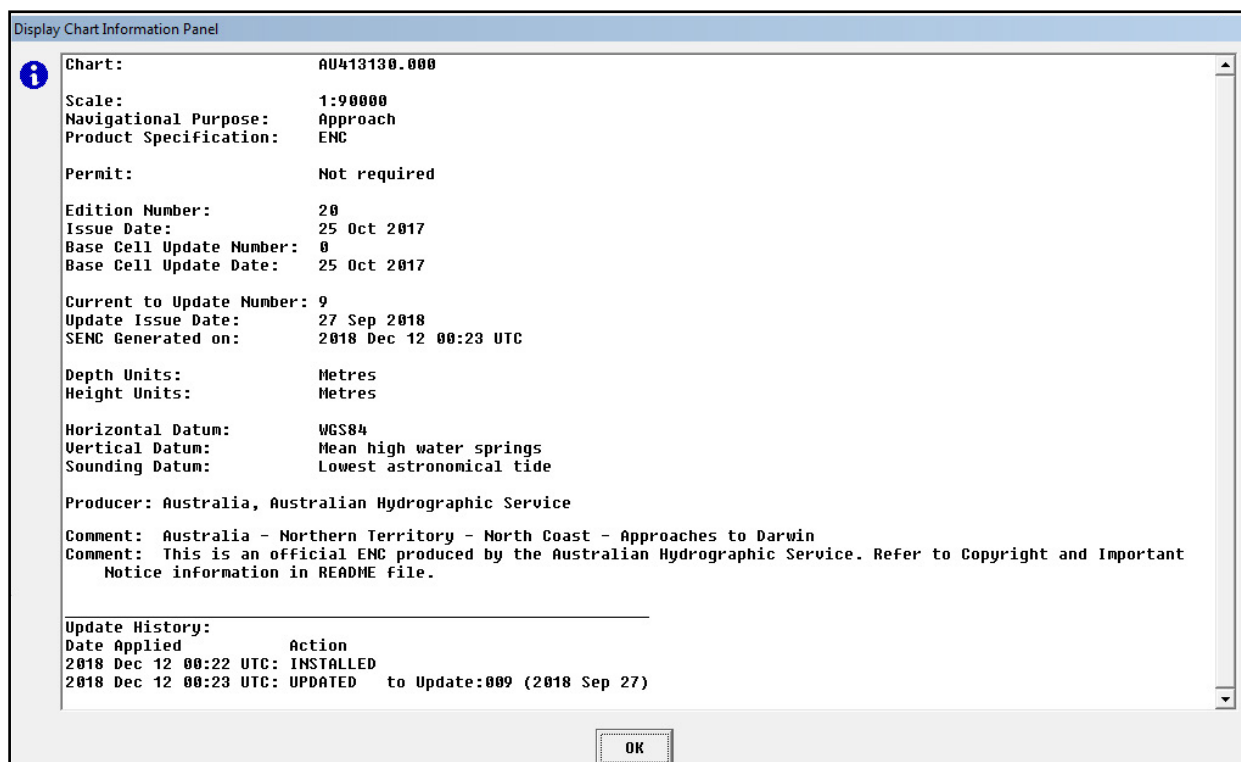 Display Chart Information Panel
Chart: AU413130.000
Scale: 1:90000
Navigational Purpose: Approach
Product Specification: ENC
Permit: Not required
Edition Number: 20
Issue Date: 25 Oct 2017
Base Cell Update Number: 0
Base Cell Update Date: 25 Oct 2017
Current to Update Number: 9
Update Issue Date: 27 Sep 2018
SENC Generated on: 2018 Dec 12 00:23 UTC
Depth Units: Metres
Height Units: Metres
Horizontal Datum: WGS84
Vertical Datum: Mean high water springs
Sounding Datum: Lowest astronomical tide
Producer: Australia, Australian Hydrographic Service
Comment: Australia - Northern Territory - North Coast - Approaches to Darwin
Comment: This is an official ENC produced by the Australian Hydrographic Service. Refer to Copyright and Important
Notice information in README file.
Update History:
Date Applied Action
2018 Dec 12 00:22 UTC: INSTALLED
2018 Dec 12 00:23 UTC: UPDATED to Update:009 (2018 Sep 27)
OK